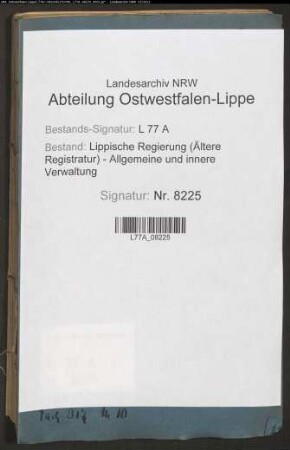 Landesarchiv NRW
Abteilung Ostwestfalen-Lippe
Bestands-Signatur: L 77 A
Bestand: Lippische Regierung (Ältere
Registratur) - Allgemeine und innere
Verwaltung
Signatur: Nr. 8225
L77A_08225